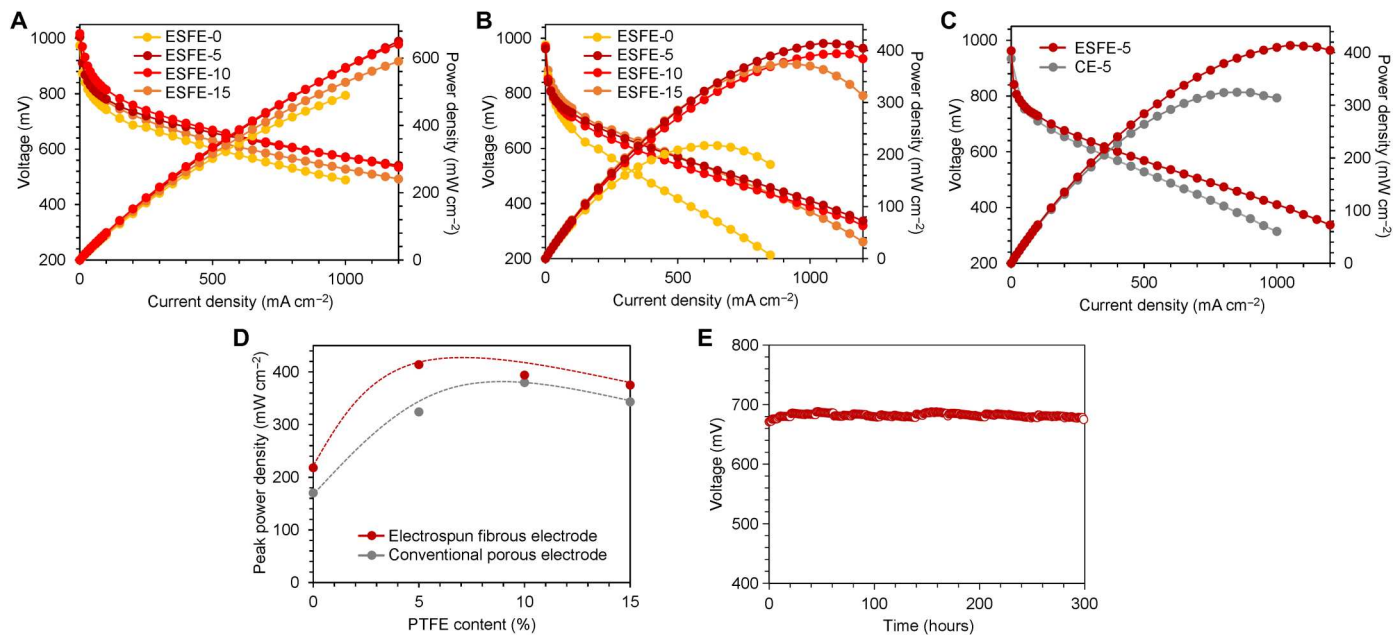 A
1000
800
600
400
200
Voltage (mV)
ESFE-0
ESFE-5
ESFE-10
ESFE-15
600
400
200
0
Power density (mW cm−2)
0
500
1000
Current density (mA cm−2)
B
1000
800
600
400
200
Voltage (mV)
ESFE-0
ESFE-5
ESFE-10
ESFE-15
400
300
200
100
0
Power density (mW cm−2)
0
500
1000
Current density (mA cm−2)
C
1000
800
600
400
200
Voltage (mV)
ESFE-5
CE-5
400
300
200
100
0
Power density (mW cm−2)
0
500
1000
Current density (mA cm−2)
D
400
300
200
100
0
Peak power density (mW cm−2)
Electrospun fibrous electrode
Conventional porous electrode
0
5
10
15
PTFE content (%)
E
800
700
600
500
400
Voltage (mV)
0
100
200
300
Time (hours)